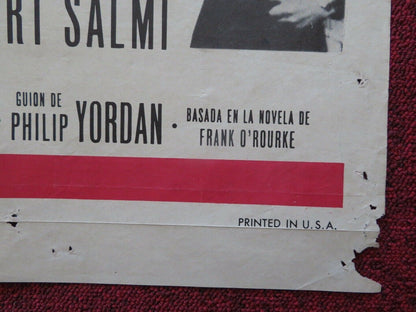 RT SALMI
GUION DE
PHILIP YORDAN •
BASADA EN LA NOVELA DE
FRANK O'ROURKE
PRINTED IN U.S.A.